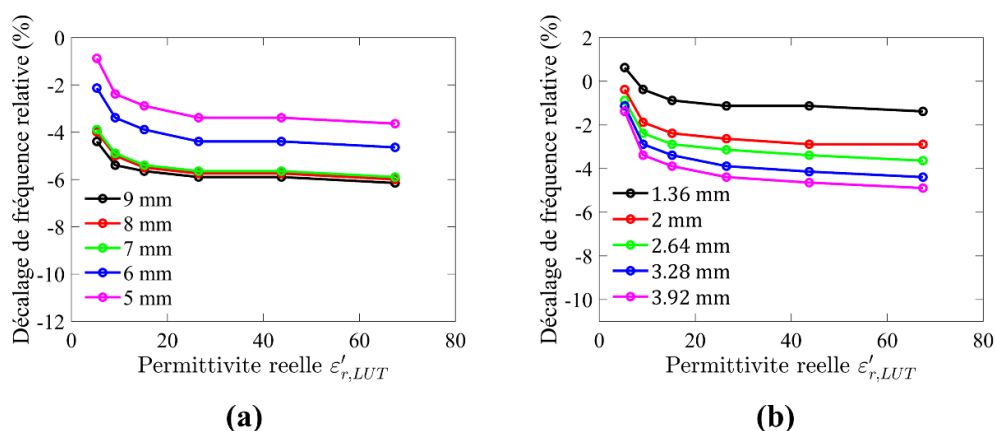 Décalage de fréquence relative (%)
0
-2
-4
-6
-8
-10
-12
9 mm
8 mm
7 mm
6 mm
5 mm
0
20
40
60
80
Permittivite reelle ε′r,LUT
(a)
Décalage de fréquence relative (%)
2
0
-2
-4
-6
-8
-10
1.36 mm
2 mm
2.64 mm
3.28 mm
3.92 mm
0
20
40
60
80
Permittivite reelle ε′r,LUT
(b)